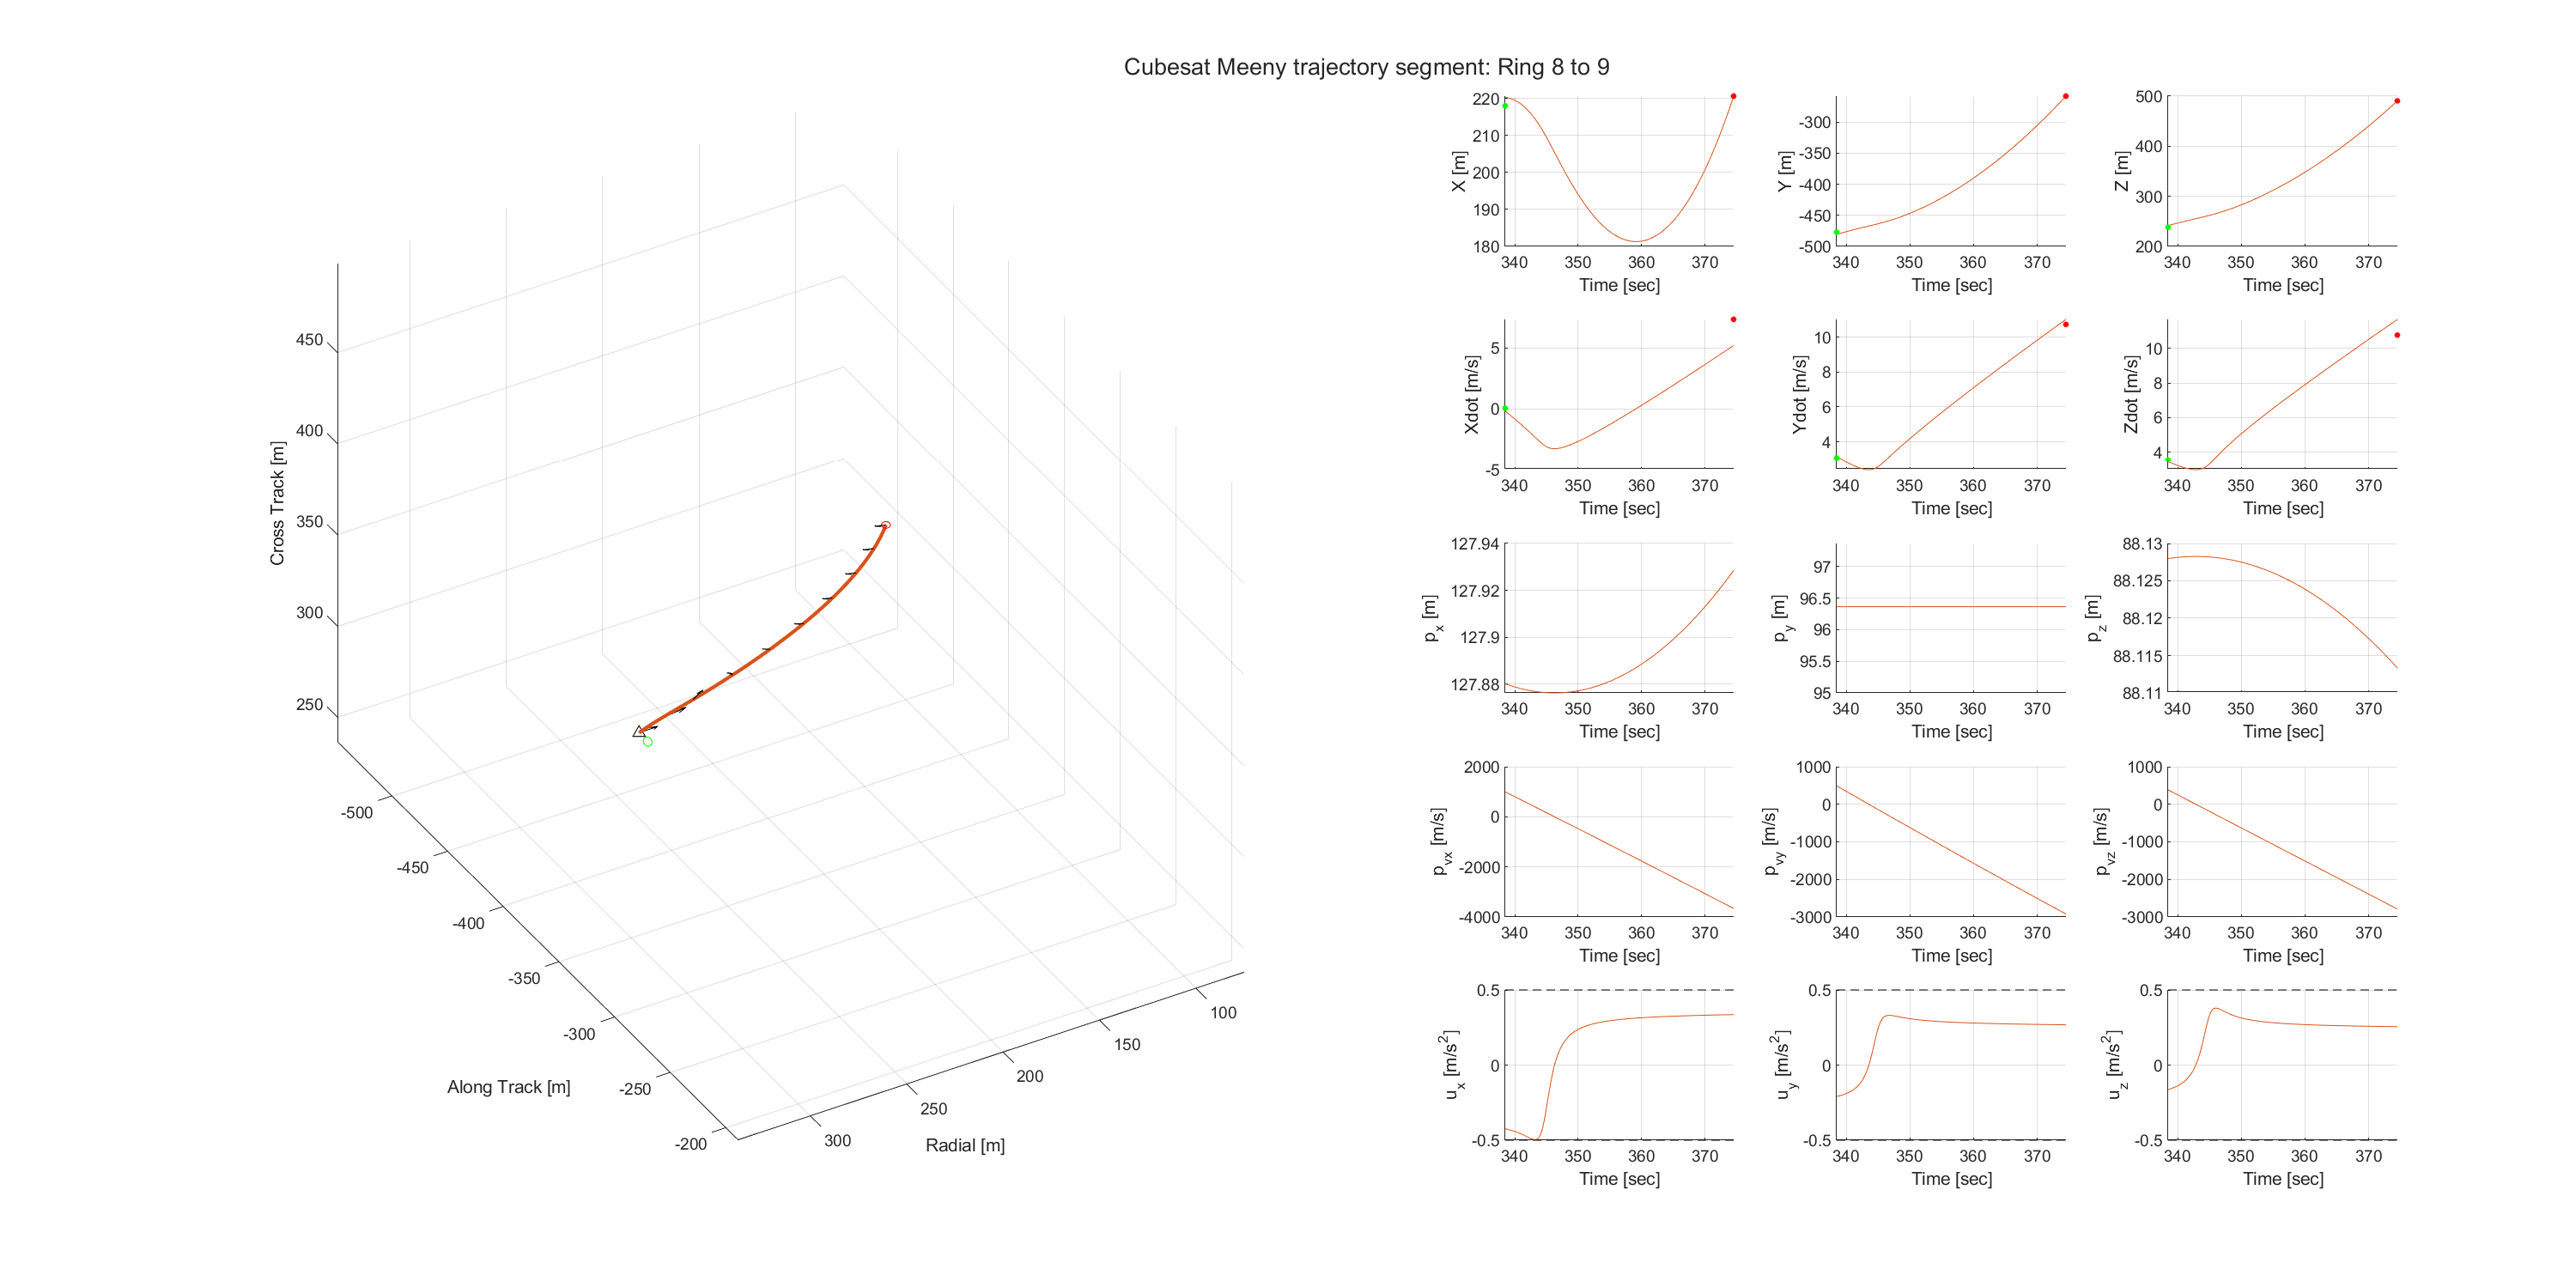 Cubesat Meeny trajectory segment: Ring 8 to 9
Cross Track [m]
450
400
350
300
250
-500
-450
-400
-350
-300
-250
-200
Along Track [m]
300
250
200
150
100
Radial [m]
X [m]
220
210
200
190
180
340 350 360 370
Time [sec]
Y [m]
-300
-350
-400
-450
-500
340 350 360 370
Time [sec]
Z [m]
500
400
300
200
340 350 360 370
Time [sec]
Xdot [m/s]
5
0
-5
340 350 360 370
Time [sec]
Ydot [m/s]
10
8
6
4
340 350 360 370
Time [sec]
Zdot [m/s]
10
8
6
4
340 350 360 370
Time [sec]
p_x [m]
127.94
127.92
127.9
127.88
340 350 360 370
Time [sec]
p_y [m]
97
96.5
96
95.5
95
340 350 360 370
Time [sec]
p_z [m]
88.13
88.125
88.12
88.115
88.11
340 350 360 370
Time [sec]
p_vx [m/s]
2000
0
-2000
-4000
340 350 360 370
Time [sec]
p_vy [m/s]
1000
0
-1000
-2000
-3000
340 350 360 370
Time [sec]
p_vz [m/s]
1000
0
-1000
-2000
-3000
340 350 360 370
Time [sec]
u_x [m/s²]
0.5
0
-0.5
340 350 360 370
Time [sec]
u_y [m/s²]
0.5
0
-0.5
340 350 360 370
Time [sec]
u_z [m/s²]
0.5
0
-0.5
340 350 360 370
Time [sec]